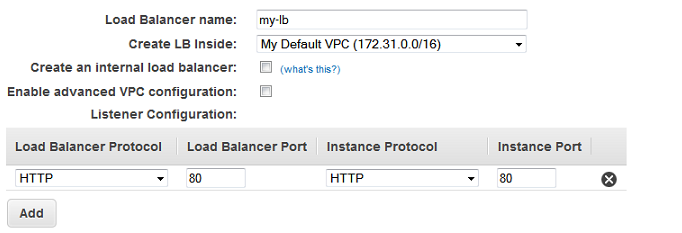 Load Balancer name: my-lb
Create LB Inside: My Default VPC (172.31.0.0/16)
Create an internal load balancer: (what's this?)
Enable advanced VPC configuration:
Listener Configuration:
Load Balancer Protocol Load Balancer Port Instance Protocol Instance Port
HTTP 80 HTTP 80
Add